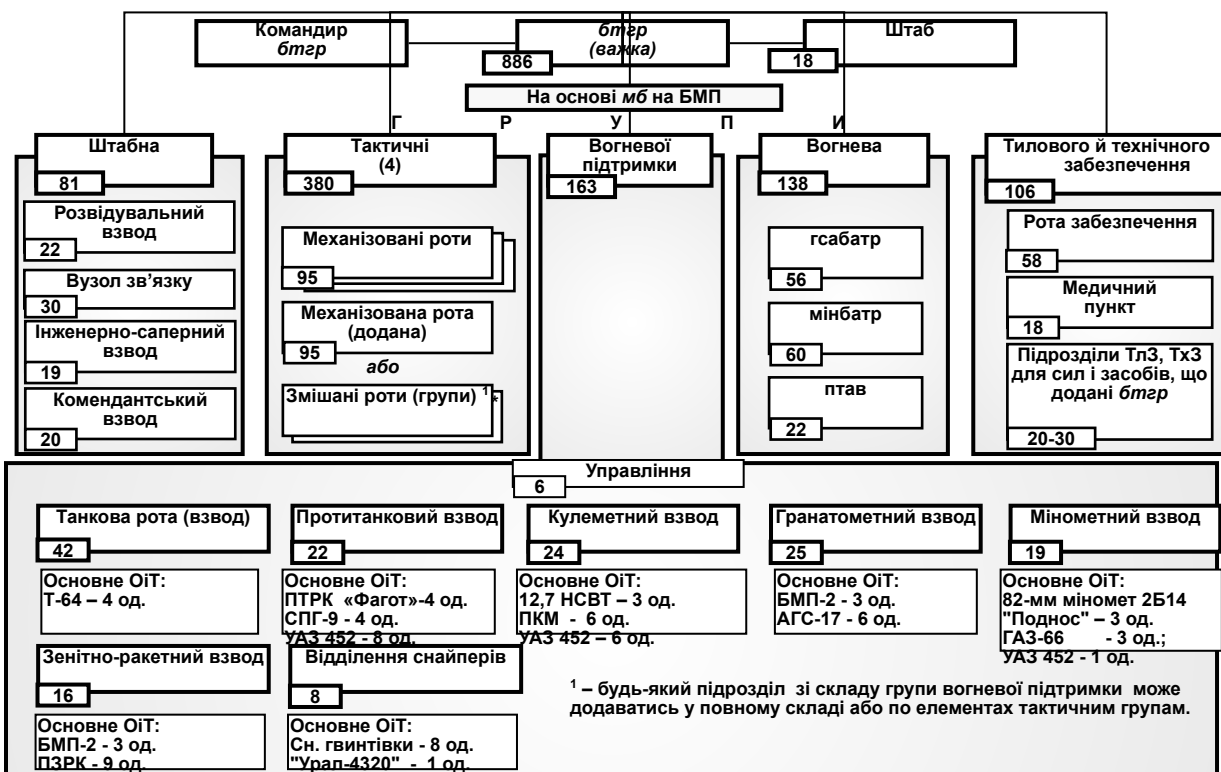 Командир
бтгр
бтгр
(важка)
886
Штаб
18
На основі мб на БМП
Г Р У П И
Штабна
81
Розвідувальний
взвод
22
Вузол зв’язку
30
Інженерно-саперний
взвод
19
Комендантський
взвод
20
Тактичні
(4)
380
Механізовані роти
95
Механізована рота
(додана)
95
або
Змішані роти (групи) 1,*
Вогневої
підтримки
163
Вогнева
138
гсабатр
56
мінбатр
60
птав
22
Тилового й технічного
забезпечення
106
Рота забезпечення
58
Медичний
пункт
18
Підрозділи ТлЗ, ТхЗ
для сил і засобів, що
додані бтгр
20-30
Управління
6
Танкова рота (взвод)
42
Основне ОіТ:
Т-64 – 4 од.
Протитанковий взвод
22
Основне ОіТ:
ПТРК «Фагот»-4 од.
СПГ-9 - 4 од.
УАЗ 452 - 8 од.
Кулеметний взвод
24
Основне ОіТ:
12,7 НСВТ – 3 од.
ПКМ - 6 од.
УАЗ 452 – 6 од.
Гранатометний взвод
25
Основне ОіТ:
БМП-2 - 3 од.
АГС-17 - 6 од.
Мінометний взвод
19
Основне ОіТ:
82-мм міномет 2Б14
"Поднос" – 3 од.
ГАЗ-66 - 3 од.;
УАЗ 452 - 1 од.
Зенітно-ракетний взвод
16
Основне ОіТ:
БМП-2 - 3 од.
ПЗРК - 9 од.
Відділення снайперів
8
Основне ОіТ:
Сн. гвинтівки - 8 од.
"Урал-4320" - 1 од.
1 – будь-який підрозділ зі складу групи вогневої підтримки може
додаватись у повному складі або по елементах тактичним групам.